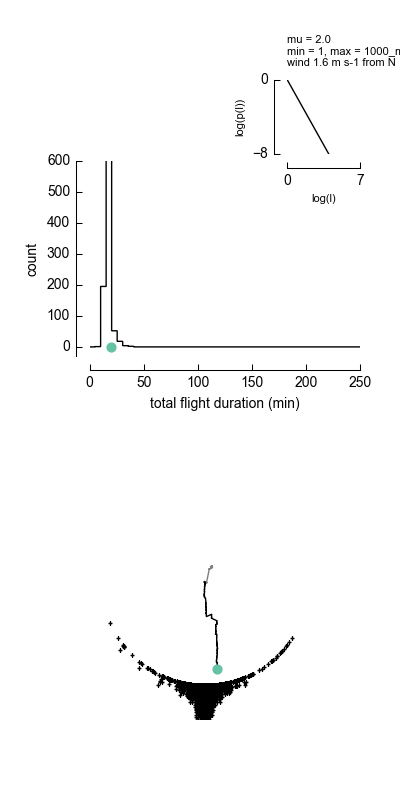 mu = 2.0
min = 1, max = 1000_m
wind 1.6 m s-1 from N
0
log(p(l))
−8
0
7
log(l)
600
500
400
300
200
100
0
count
0
50
100
150
200
250
total flight duration (min)